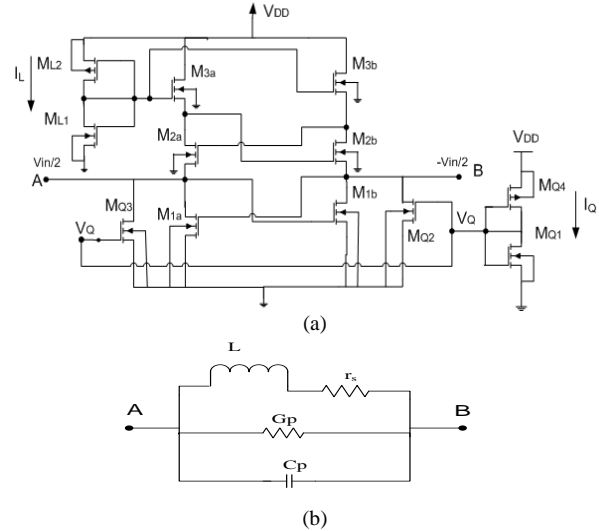 VDD
ML2
IL
M3a
M3b
ML1
M2a
M2b
Vin/2
-Vin/2
A
B
VDD
MQ3
M1a
M1b
MQ2
VQ
VQ
MQ4
IQ
MQ1
(a)
L
rs
A
B
Gp
Cp
(b)